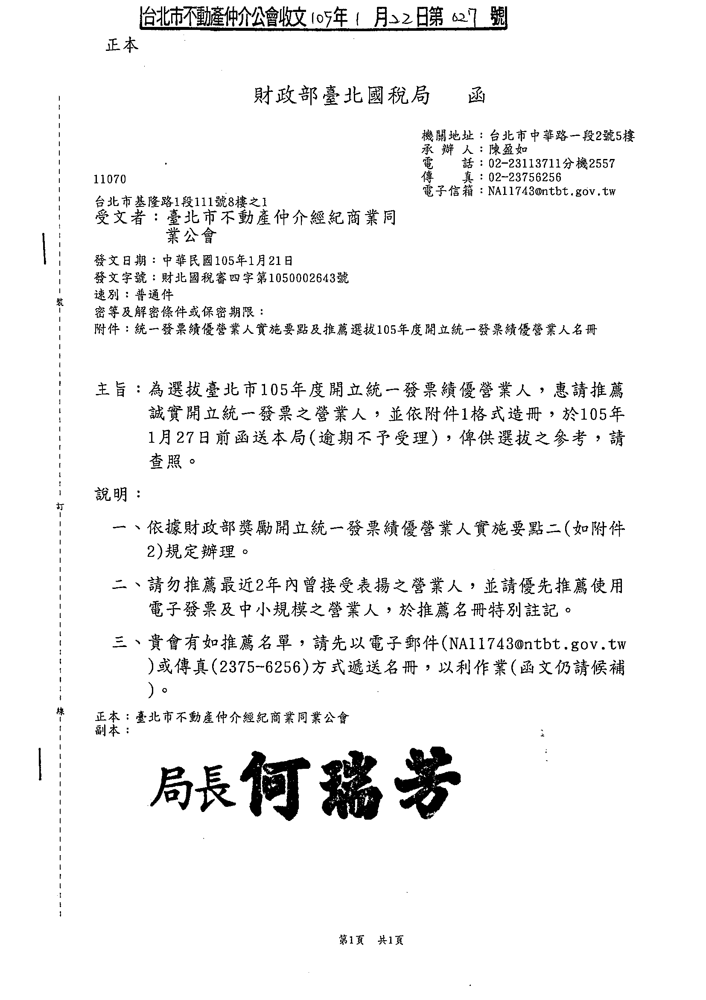 台北市不動產仲介公會收文105年1月22日第027號
正本
財政部臺北國稅局 函
機關地址：台北市中華路一段2號5樓
承辦人：陳盈如
電話：02-23113711分機2557
傳真：02-23756256
電子信箱：NA11743@ntbt.gov.tw
11070
台北市基隆路1段111號8樓之1
受文者：臺北市不動產仲介經紀商業同
業公會
發文日期：中華民國105年1月21日
發文字號：財北國稅審四字第1050002643號
速別：普通件
密等及解密條件或保密期限：
附件：統一發票績優營業人實施要點及推薦選拔105年度開立統一發票績優營業人名冊
主旨：為選拔臺北市105年度開立統一發票績優營業人，惠請推薦
誠實開立統一發票之營業人，並依附件1格式造冊，於105年
1月27日前函送本局(逾期不予受理)，俾供選拔之參考，請
查照。
說明：
一、依據財政部獎勵開立統一發票績優營業人實施要點二(如附件
2)規定辦理。
二、請勿推薦最近2年內曾接受表揚之營業人，並請優先推薦使用
電子發票及中小規模之營業人，於推薦名冊特別註記。
三、貴會有如推薦名單，請先以電子郵件(NA11743@ntbt.gov.tw
)或傳真(2375-6256)方式遞送名冊，以利作業(函文仍請候補
)。
正本：臺北市不動產仲介經紀商業同業公會
副本：
局長何瑞芳
裝
訂
線
第1頁 共1頁